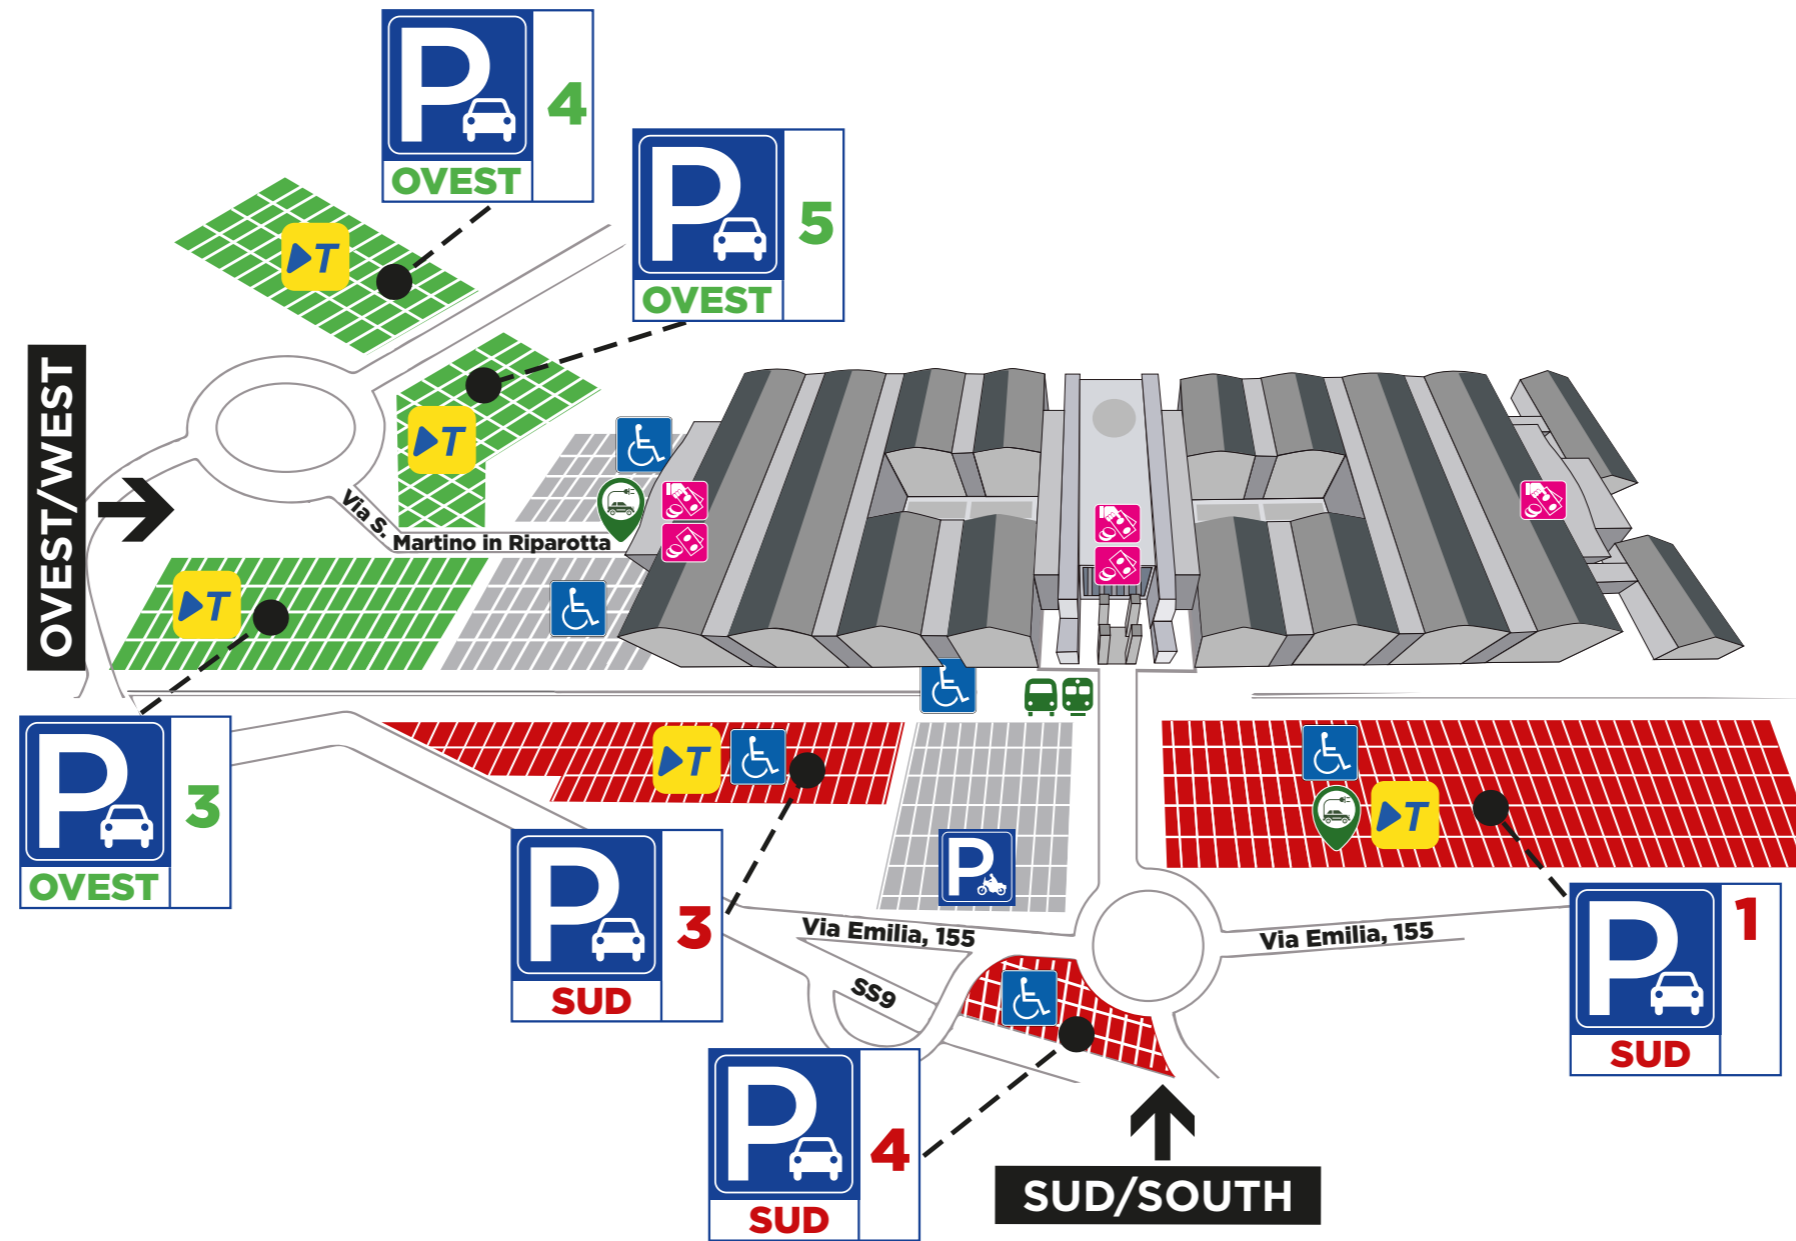 P
4
OVEST
P
5
OVEST
T
T
OVEST/WEST
Via S. Martino in Riparotta
T
P
3
OVEST
T
T
P
P
3
SUD
Via Emilia, 155
Via Emilia, 155
SS9
P
1
SUD
P
4
SUD
SUD/SOUTH